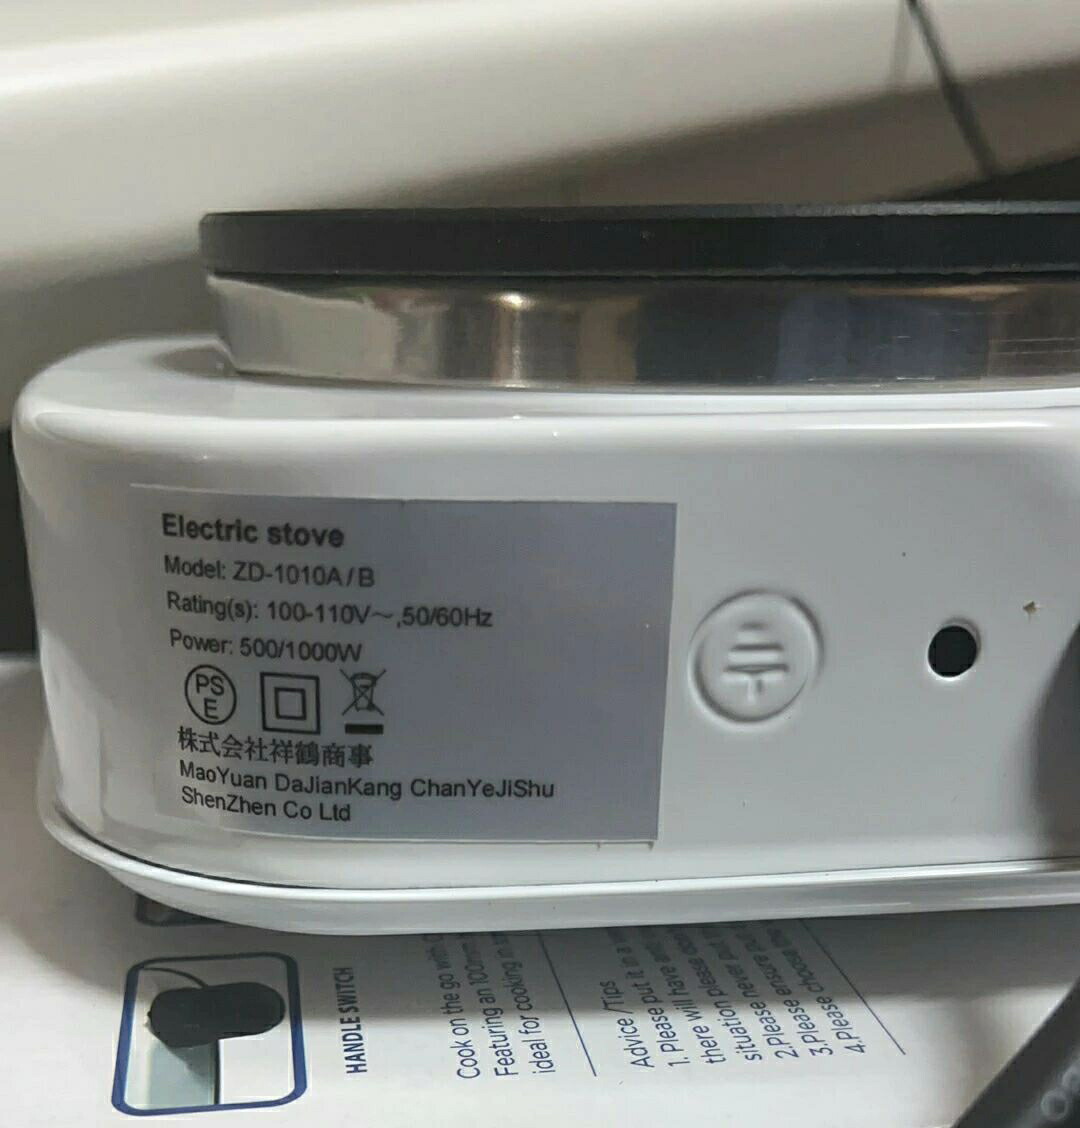 Electric stove
Model: ZD-1010A/B
Rating(s): 100-110V～,50/60Hz
Power: 500/1000W
PS
E
株式会社祥鶴商事
MaoYuan DaJianKang ChanYeJiShu
ShenZhen Co Ltd
HANDLE SWITCH
Cook on the go with
Featuring an 100mm
ideal for cooking in
Advice/Tips
1. Please put it in a
there will have
situation never put
2.Please ensure
3.Please choose
4.Please